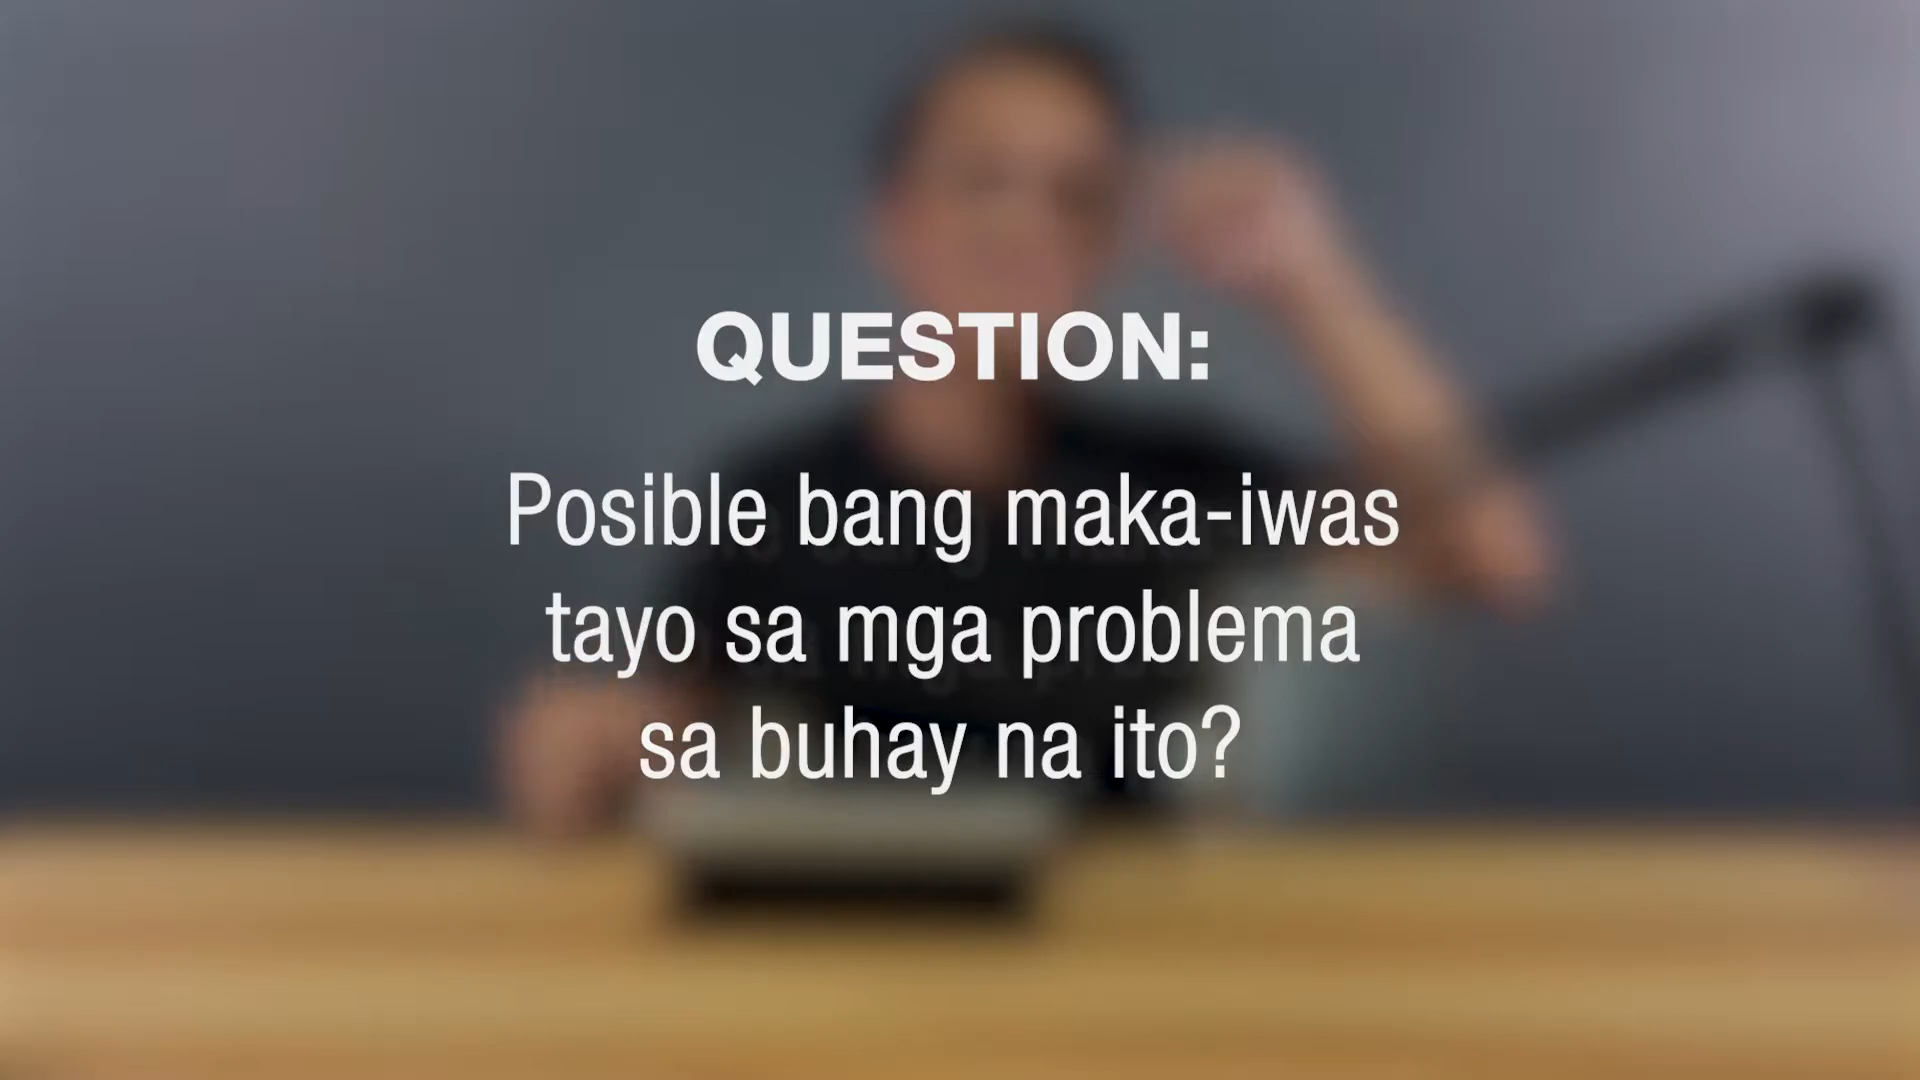 QUESTION:
Posible bang maka-iwas
tayo sa mga problema
sa buhay na ito?